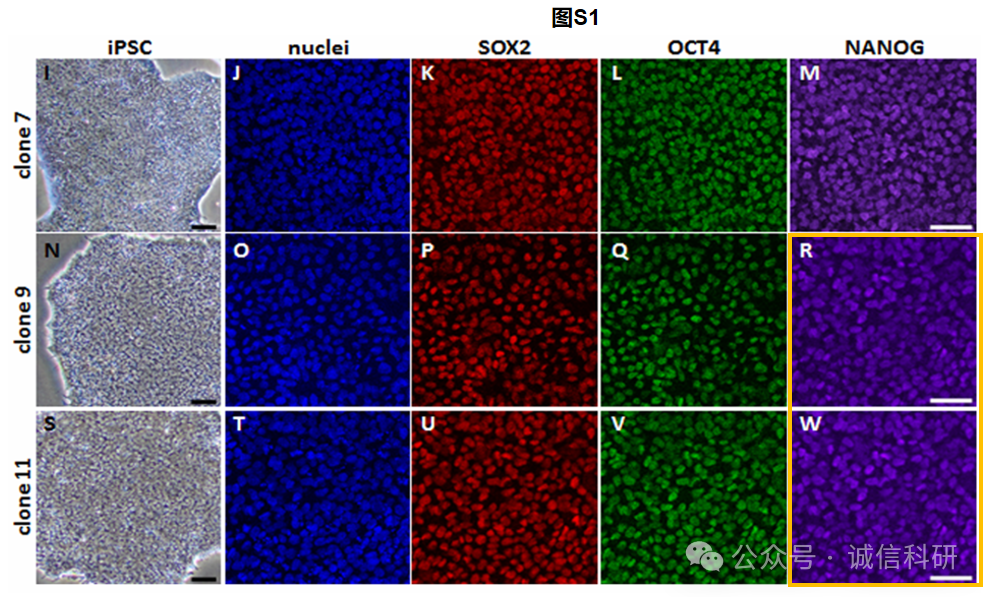 图S1
iPSC nuclei SOX2 OCT4 NANOG
clone 7
I J K L M
clone 9
N O P Q R
clone 11
S T U V W
公众号 · 诚信科研